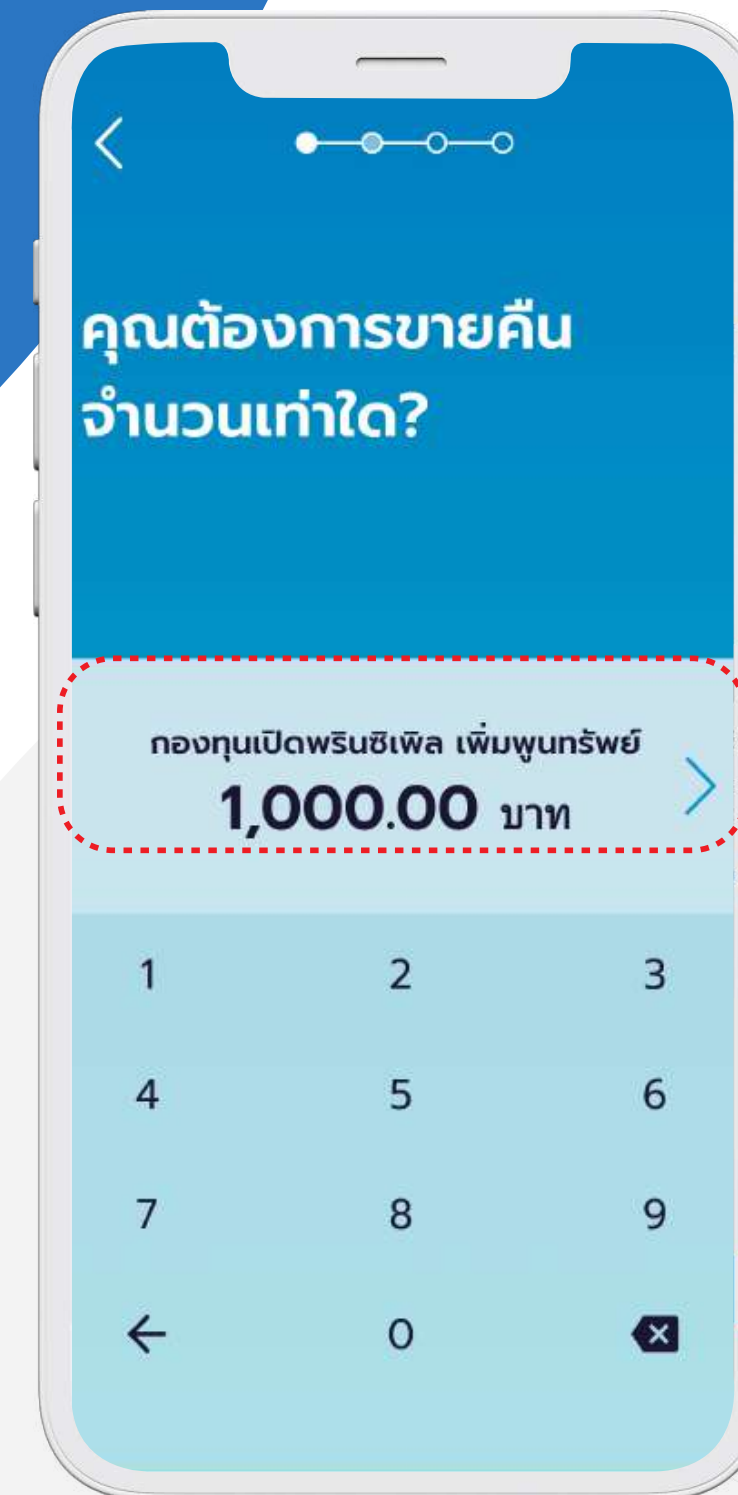 คุณต้องการขายคืน
จำนวนเท่าใด?
กองทุนเปิดพรินซิเพิล เพิ่มพูนทรัพย์
1,000.00 บาท
1 2 3
4 5 6
7 8 9
0